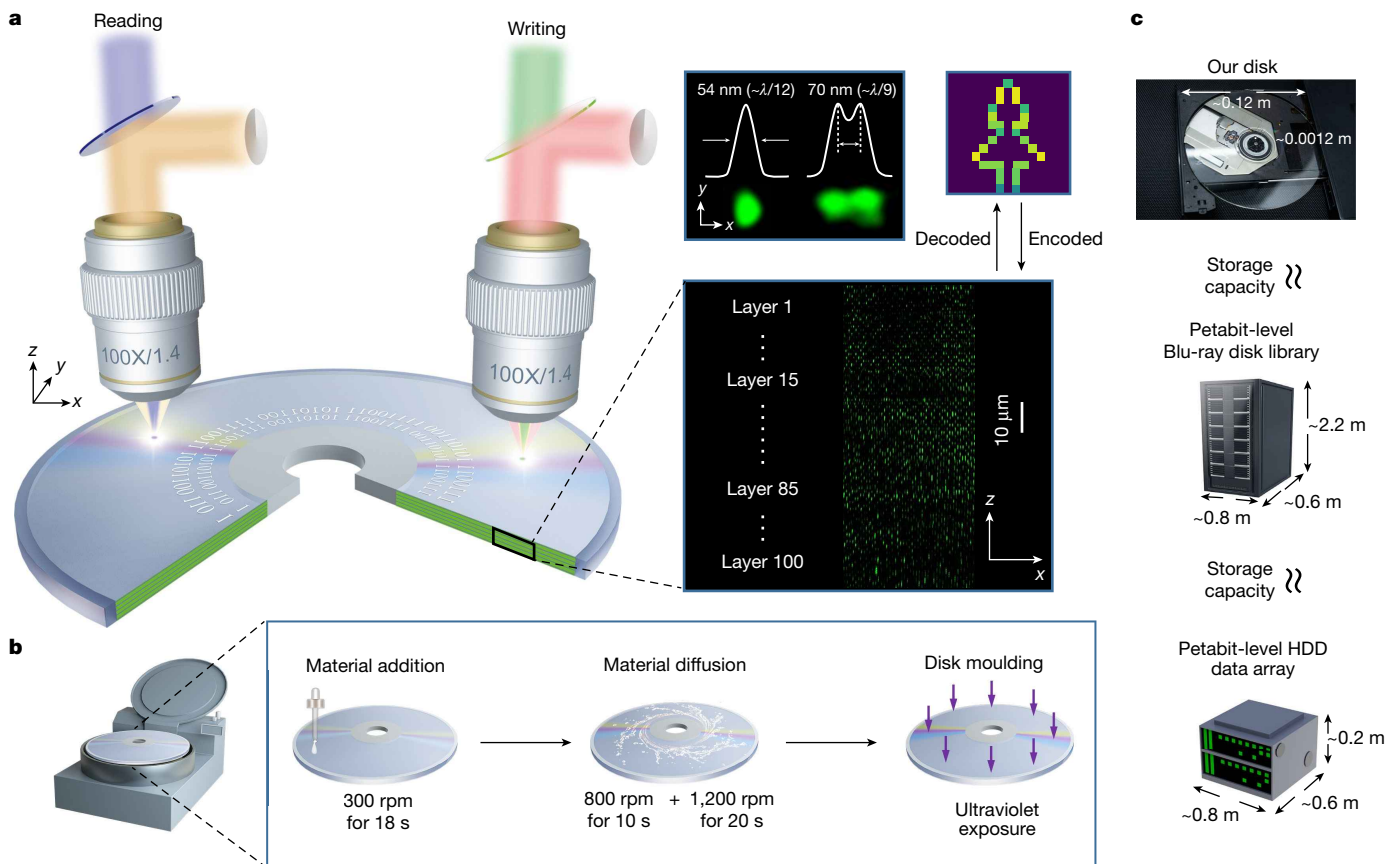 a
Reading
Writing
100X/1.4
100X/1.4
z
y
x
54 nm (~λ/12)
70 nm (~λ/9)
y
x
Decoded
Encoded
Layer 1
Layer 15
Layer 85
Layer 100
10 μm
z
x
b
Material addition
300 rpm
for 18 s
Material diffusion
800 rpm + 1,200 rpm
for 10 s for 20 s
Disk moulding
Ultraviolet
exposure
c
Our disk
~0.12 m
~0.0012 m
Storage
capacity
Petabit-level
Blu-ray disk library
~2.2 m
~0.8 m
~0.6 m
Storage
capacity
Petabit-level HDD
data array
~0.2 m
~0.8 m
~0.6 m